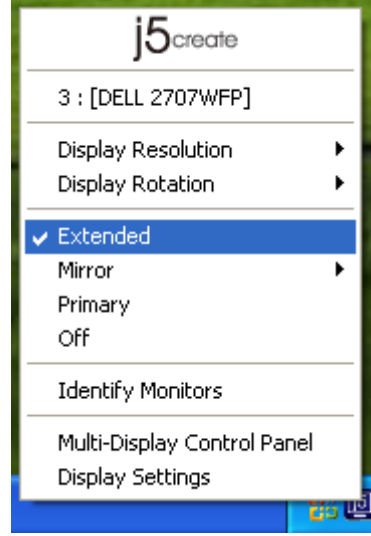 j5create
3 : [DELL 2707WFP]
Display Resolution
Display Rotation
Extended
Mirror
Primary
Off
Identify Monitors
Multi-Display Control Panel
Display Settings
j5